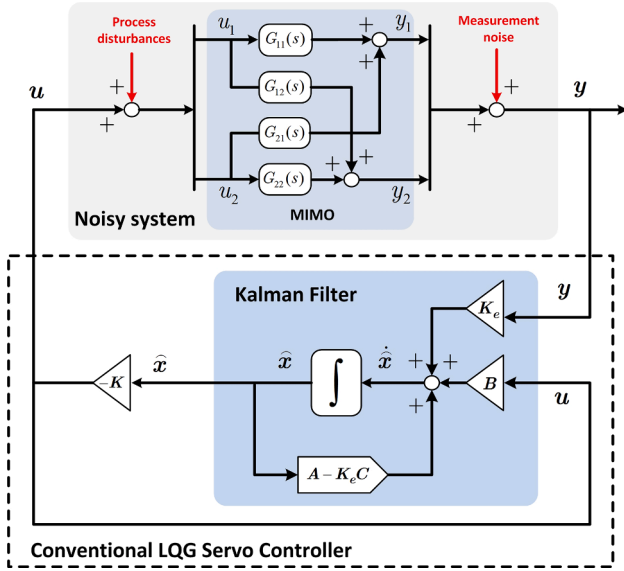 Process
disturbances
Measurement
noise
u₁
G₁₁(s)
y₁
+
+
+
+
u
+
G₁₂(s)
+
y
G₂₁(s)
+
+
u₂
G₂₂(s)
y₂
Noisy system
MIMO
Kalman Filter
Kₑ
y
x̂
x̂
x̂̇
+
+
-K
∫
B
u
+
A − KₑC
Conventional LQG Servo Controller